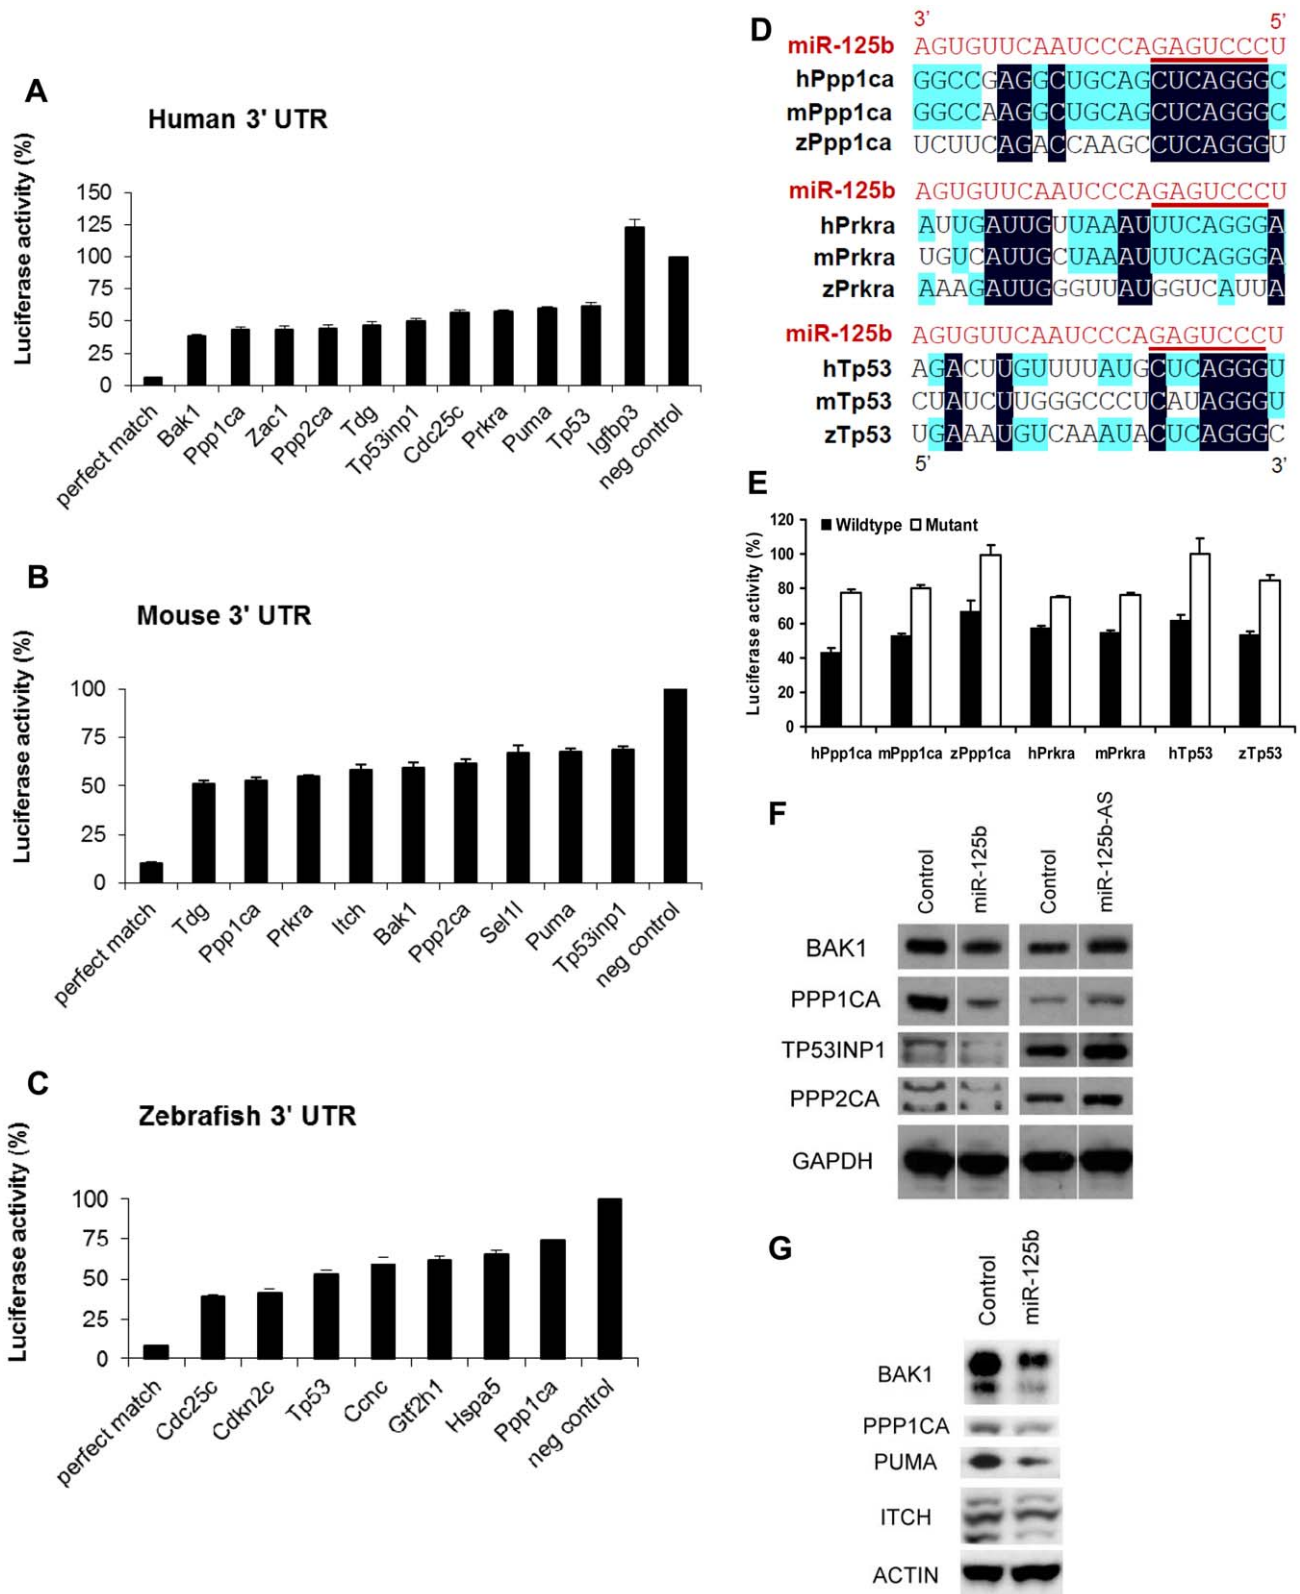 A
Human 3' UTR
Luciferase activity (%)
150
125
100
75
50
25
0
perfect match
Bak1
Ppp1ca
Zac1
Ppp2ca
Tdg
Tp53inp1
Cdc25c
Prkra
Puma
Tp53
Igfbp3
neg control
B
Mouse 3' UTR
Luciferase activity (%)
100
75
50
25
0
perfect match
Tdg
Ppp1ca
Prkra
Itch
Bak1
Ppp2ca
Sel1l
Puma
Tp53inp1
neg control
C
Zebrafish 3' UTR
Luciferase activity (%)
100
75
50
25
0
perfect match
Cdc25c
Cdkn2c
Tp53
Ccnc
Gtf2h1
Hspa5
Ppp1ca
neg control
D
3’ 5’
miR-125b AGUGUUCAAUCCCAGAGUCCCU
hPpp1ca GGCCGAGGCUGCAGCUCAGGGC
mPpp1ca GGCCAAGGCUGCAGCUCAGGGC
zPpp1ca UCUUCAGACCAAGCCUCAGGGU
miR-125b AGUGUUCAAUCCCAGAGUCCCU
hPrkra AUUGAUUGUUAAAUUUCAGGGA
mPrkra UGUCAUUGCUAAAUUUCAGGGA
zPrkra AAAGAUUGGGUUAUGGUCAUUA
miR-125b AGUGUUCAAUCCCAGAGUCCCU
hTp53 AGACUUGUUUUAUGCUCAGGGU
mTp53 CUAUCUUGGGCCCUCAUAGGGU
zTp53 UGAAAUGUCAAAUACUCAGGGC
5’ 3’
E
Luciferase activity (%)
Wildtype Mutant
120
100
80
60
40
20
0
hPpp1ca mPpp1ca zPpp1ca hPrkra mPrkra hTp53 zTp53
F
Control miR-125b Control miR-125b-AS
BAK1
PPP1CA
TP53INP1
PPP2CA
GAPDH
G
Control miR-125b
BAK1
PPP1CA
PUMA
ITCH
ACTIN